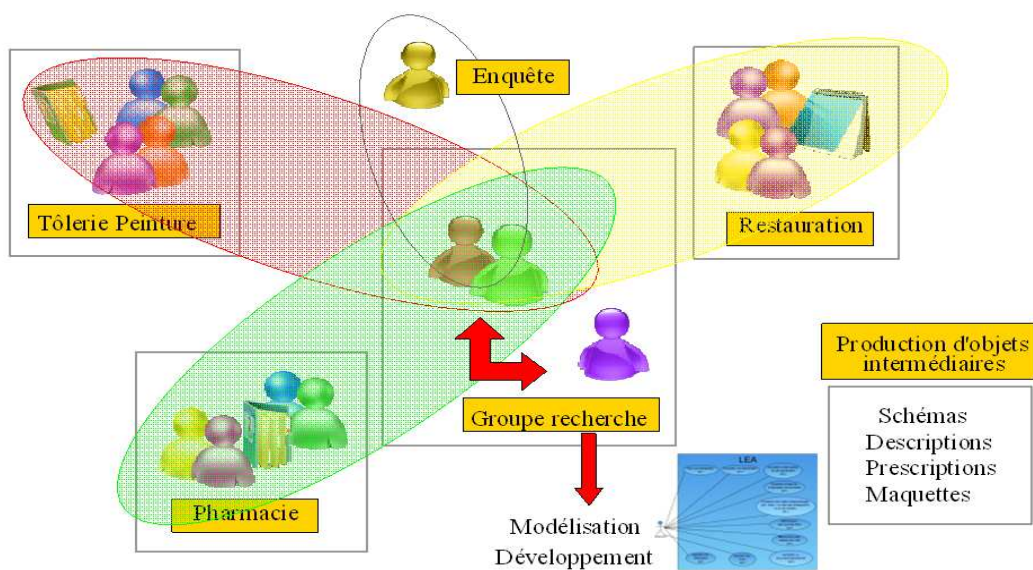 Enquête
Tôlerie Peinture
Restauration
Production d'objets
intermédiaires
Groupe recherche
Schémas
Descriptions
Prescriptions
Maquettes
Pharmacie
LEA
Modélisation
Développement